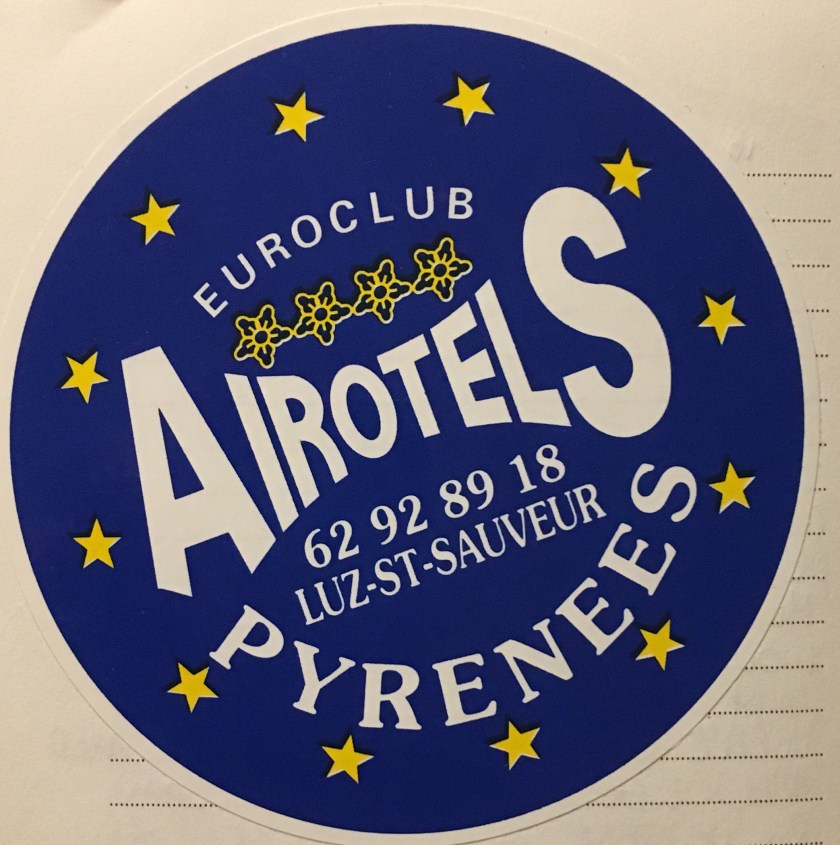 EUROCLUB
AIROTELS
62 92 89 18
LUZ-ST-SAUVEUR
PYRENEES